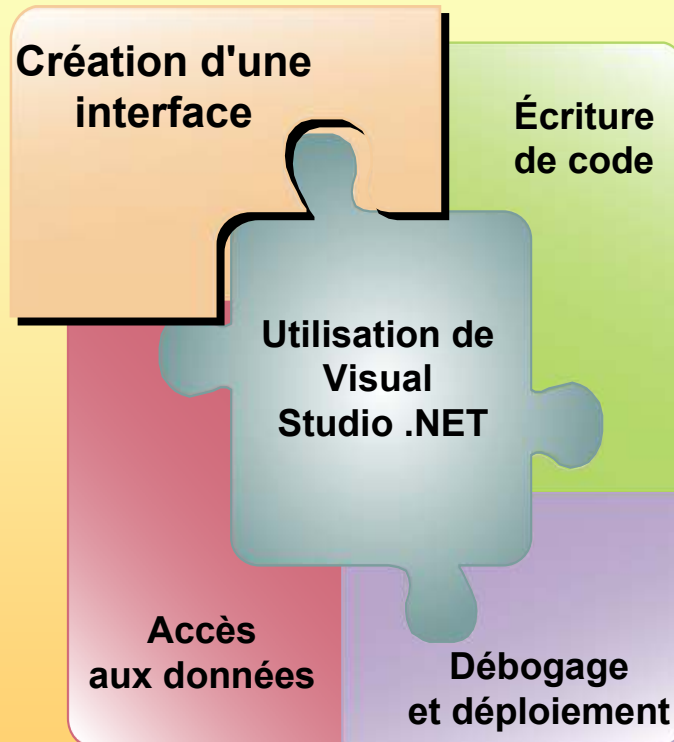 Création d'une
interface
Écriture
de code
Utilisation de
Visual
Studio .NET
Accès
aux données
Débogage
et déploiement